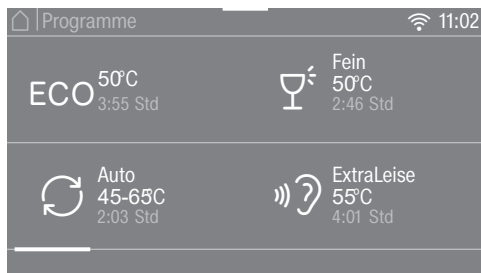 Programme
11:02
ECO
50°C
3:55 Std
Fein
50°C
2:46 Std
Auto
45-65°C
2:03 Std
ExtraLeise
55°C
4:01 Std